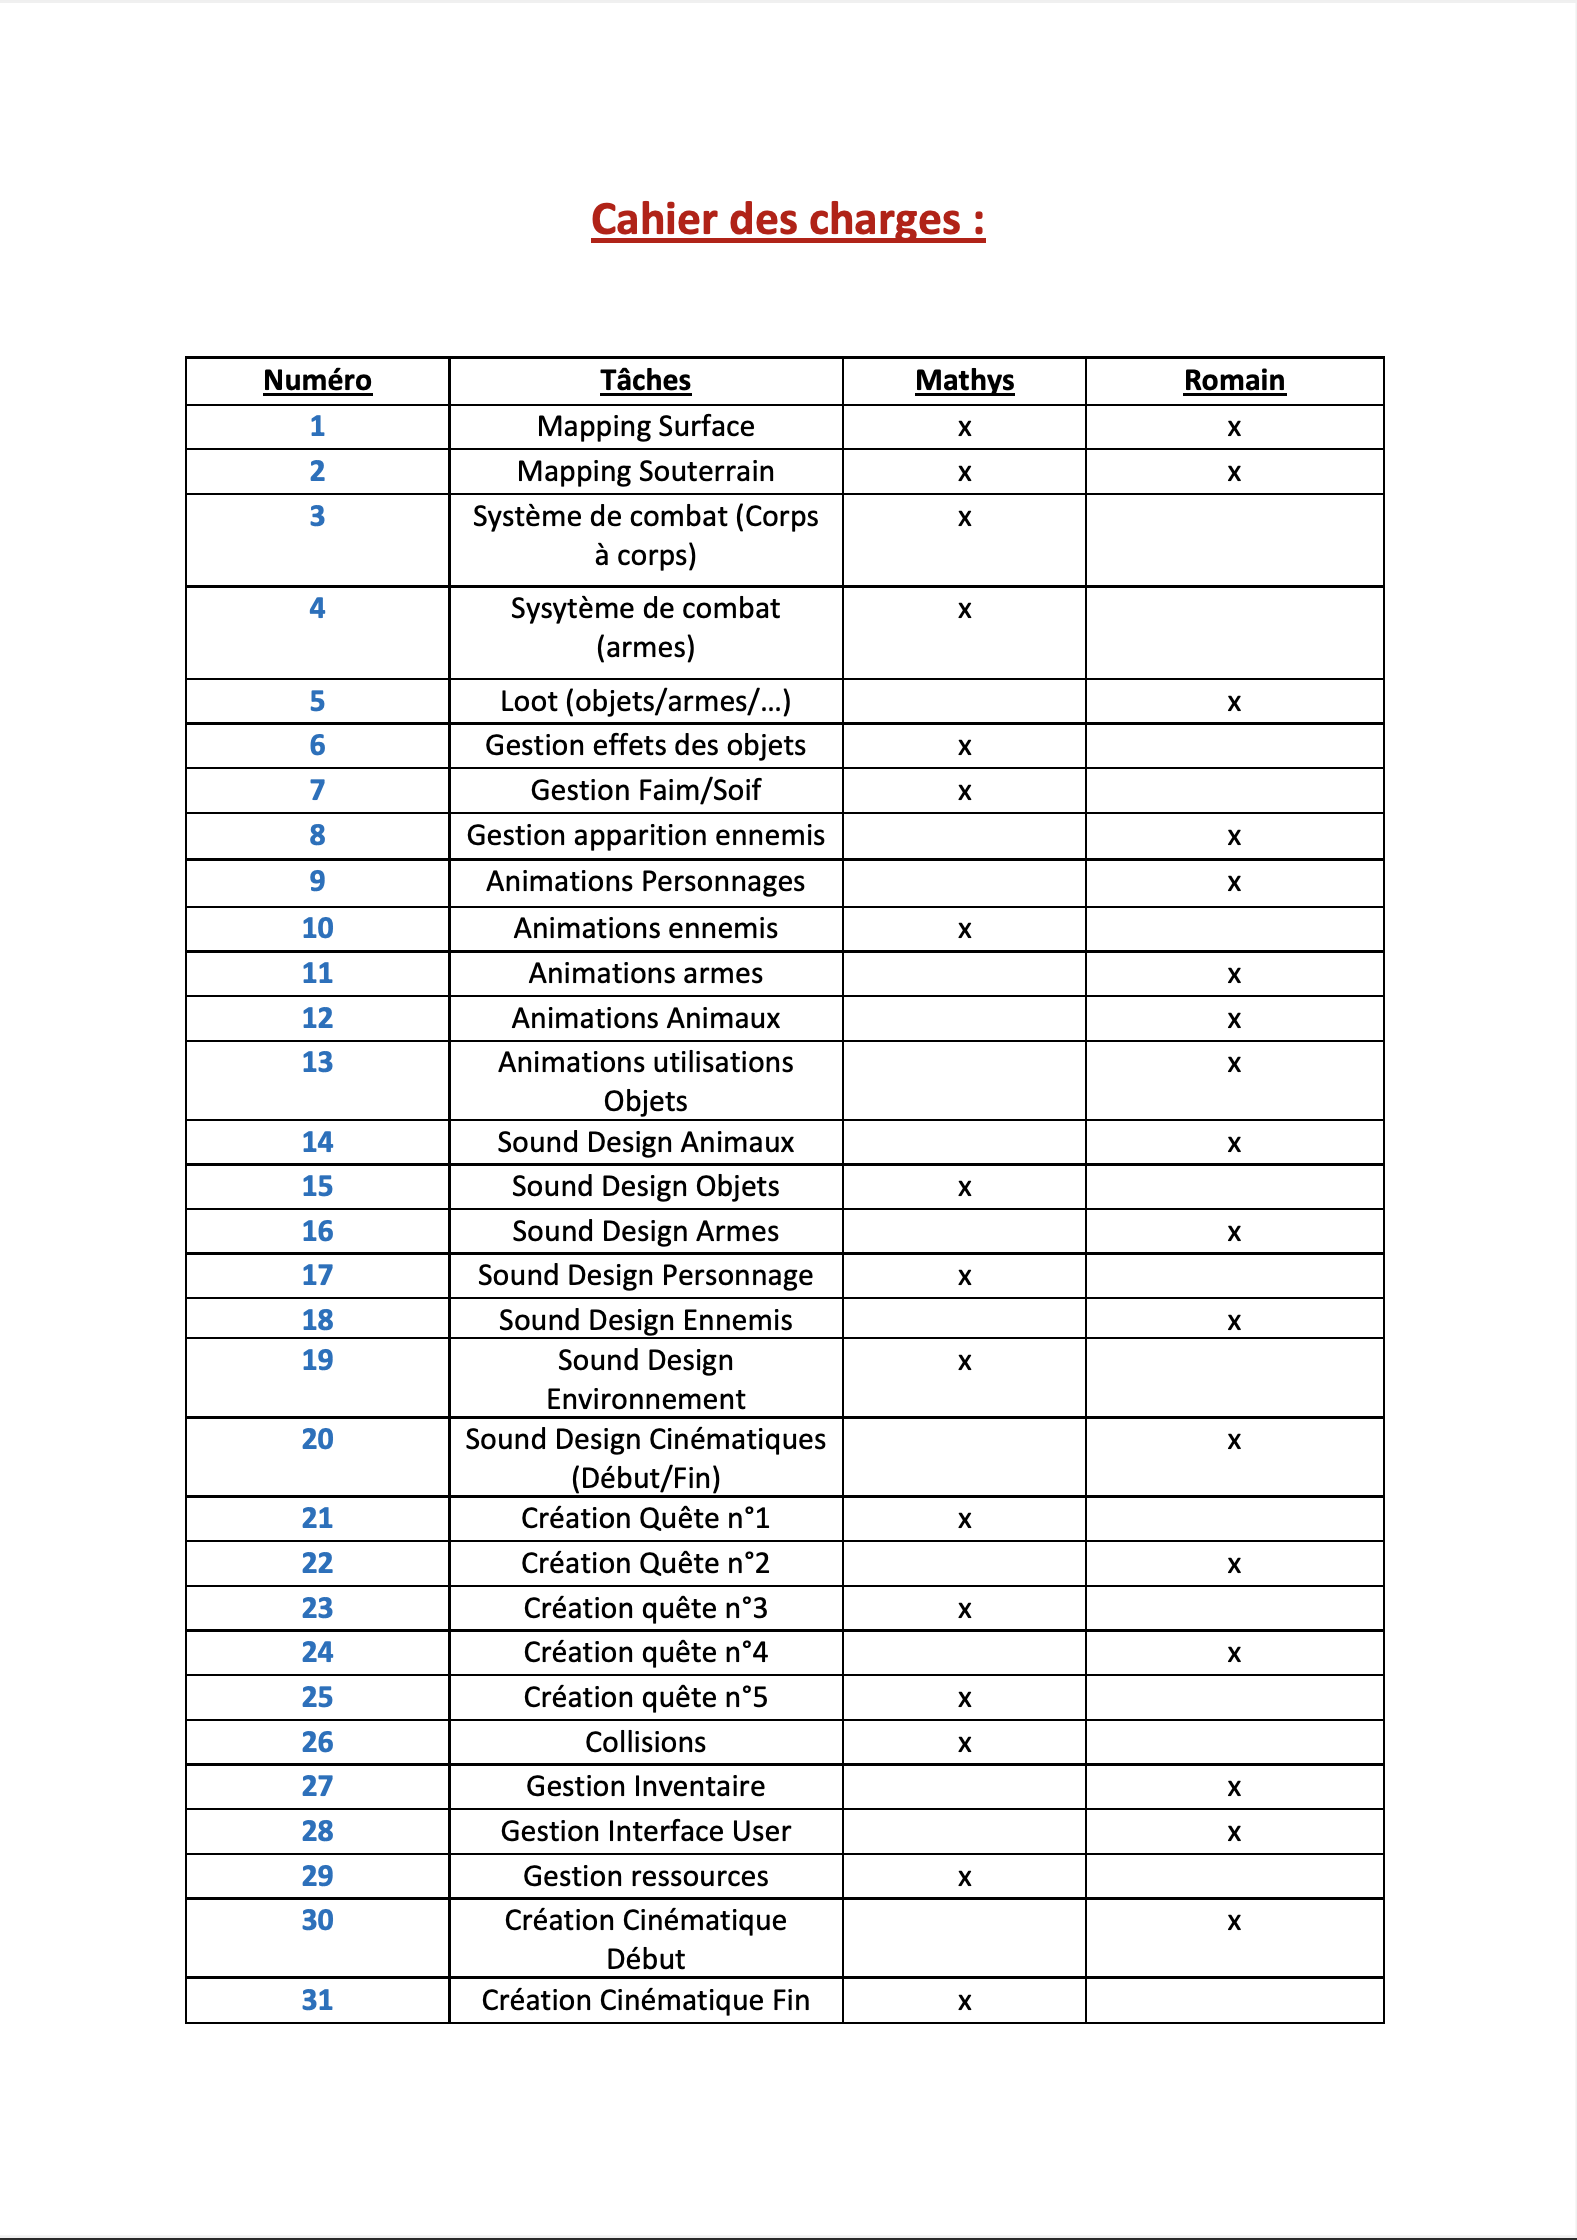 Cahier des charges :
Numéro Tâches Mathys Romain
1 Mapping Surface x x
2 Mapping Souterrain x x
3 Système de combat (Corps x
à corps)
4 Sysytème de combat x
(armes)
5 Loot (objets/armes/...) x
6 Gestion effets des objets x
7 Gestion Faim/Soif x
8 Gestion apparition ennemis x
9 Animations Personnages x
10 Animations ennemis x
11 Animations armes x
12 Animations Animaux x
13 Animations utilisations x
Objets
14 Sound Design Animaux x
15 Sound Design Objets x
16 Sound Design Armes x
17 Sound Design Personnage x
18 Sound Design Ennemis x
19 Sound Design x
Environnement
20 Sound Design Cinématiques x
(Début/Fin)
21 Création Quête n°1 x
22 Création Quête n°2 x
23 Création quête n°3 x
24 Création quête n°4 x
25 Création quête n°5 x
26 Collisions x
27 Gestion Inventaire x
28 Gestion Interface User x
29 Gestion ressources x
30 Création Cinématique x
Début
31 Création Cinématique Fin x